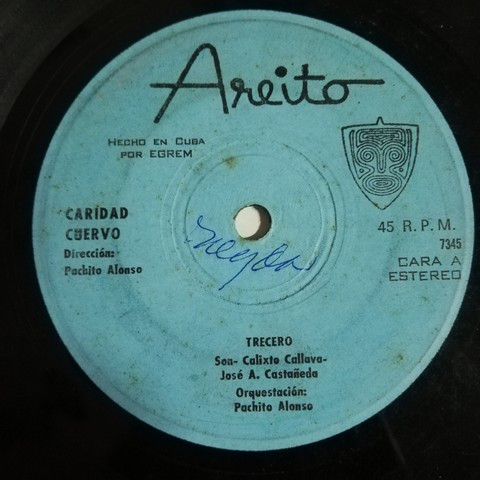 Areito
HECHO EN CUBA
POR EGREM
CARIDAD
CUERVO
Dirección:
Pachito Alonso
45 R.P.M.
7345
CARA A
ESTEREO
TRECERO
Son- Calixto Callava-
José A. Castañeda
Orquestación:
Pachito Alonso